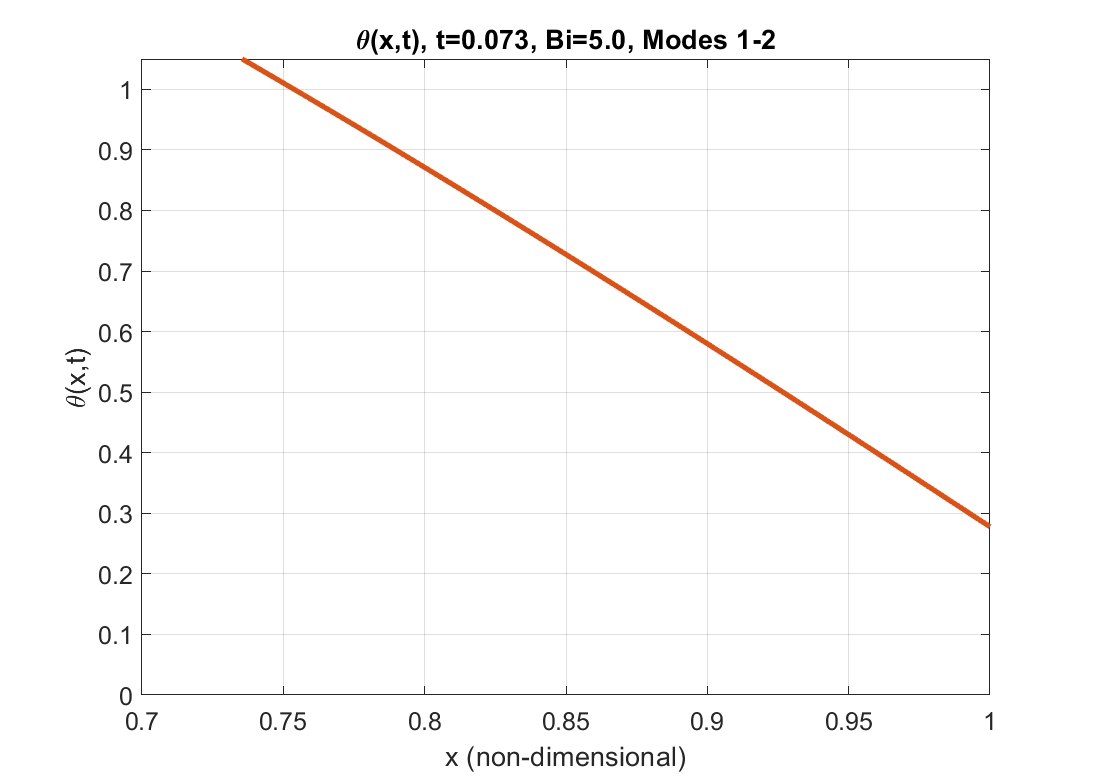 θ(x,t), t=0.073, Bi=5.0, Modes 1-2
θ(x,t)
1
0.9
0.8
0.7
0.6
0.5
0.4
0.3
0.2
0.1
0
0.7 0.75 0.8 0.85 0.9 0.95 1
x (non-dimensional)